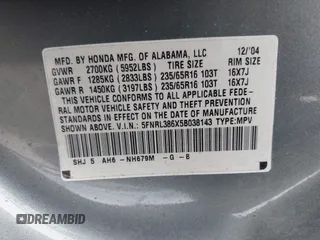 MFD. BY HONDA MFG. OF ALABAMA, LLC 12/'04
GVWR 2700KG (5952LBS) TIRE SIZE RIM SIZE
GAWR F 1285KG (2833LBS) 235/65R16 103T 16X7J
GAWR R 1450KG (3197LBS) 235/65R16 103T 16X7J
THIS VEHICLE CONFORMS TO ALL APPLICABLE FEDE-
RAL MOTOR VEHICLE SAFETY AND THEFT PREVENTION
STANDARDS IN EFFECT ON THE DATE OF MANUFACTURE
SHOWN ABOVE.
V.I.N.: 5FNRL386X5B038143 TYPE:MPV
SHJ 5 AH6 -NH679M -G -B
DREAMBID